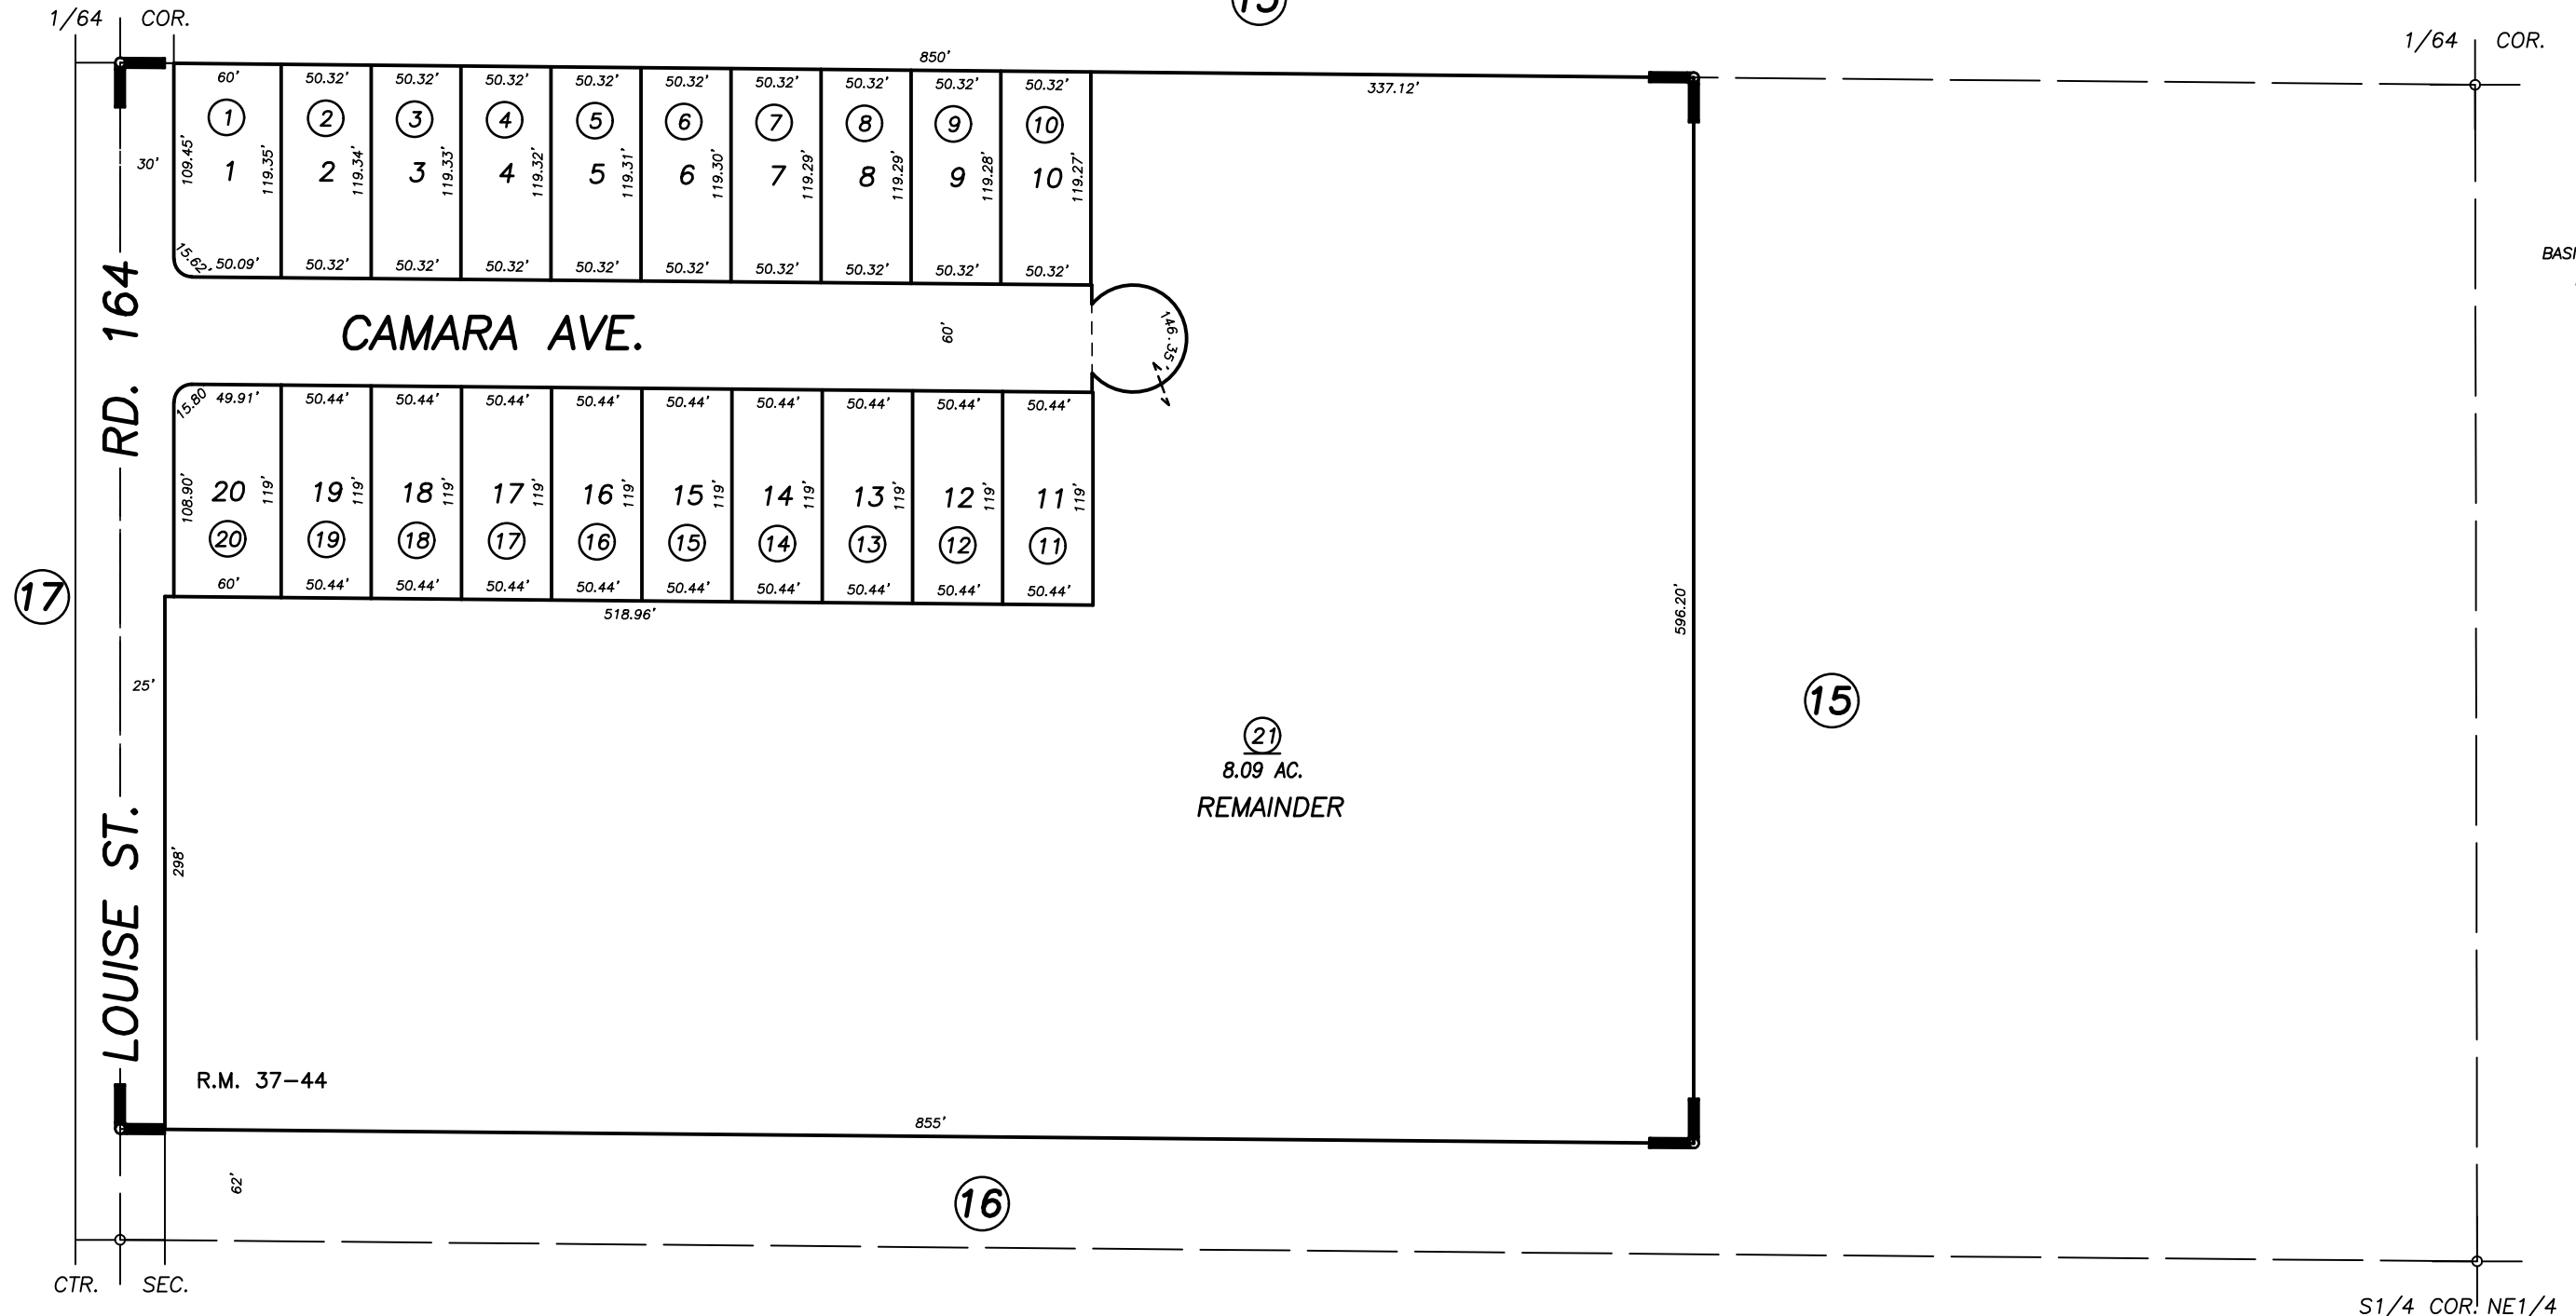 1/64 COR.
15
1/64 COR.
850'
337.12'
60' 50.32' 50.32' 50.32' 50.32' 50.32' 50.32' 50.32' 50.32' 50.32'
1 2 3 4 5 6 7 8 9 10
30'
109.45' 1 119.35' 2 119.34' 3 119.33' 4 119.32' 5 119.31' 6 119.30' 7 119.29' 8 119.29' 9 119.28' 10 119.27'
15.62' 50.09' 50.32' 50.32' 50.32' 50.32' 50.32' 50.32' 50.32' 50.32' 50.32'
RD. 164
CAMARA AVE.
60'
146.35'
15.80 49.91' 50.44' 50.44' 50.44' 50.44' 50.44' 50.44' 50.44' 50.44' 50.44'
108.90' 20 119' 19 119' 18 119' 17 119' 16 119' 15 119' 14 119' 13 119' 12 119' 11 119'
20 19 18 17 16 15 14 13 12 11
60' 50.44' 50.44' 50.44' 50.44' 50.44' 50.44' 50.44' 50.44' 50.44'
518.96'
17
596.20'
25'
15
21
8.09 AC.
REMAINDER
LOUISE ST.
298'
R.M. 37-44
855'
62'
16
CTR. SEC.
S1/4 COR. NE1/4